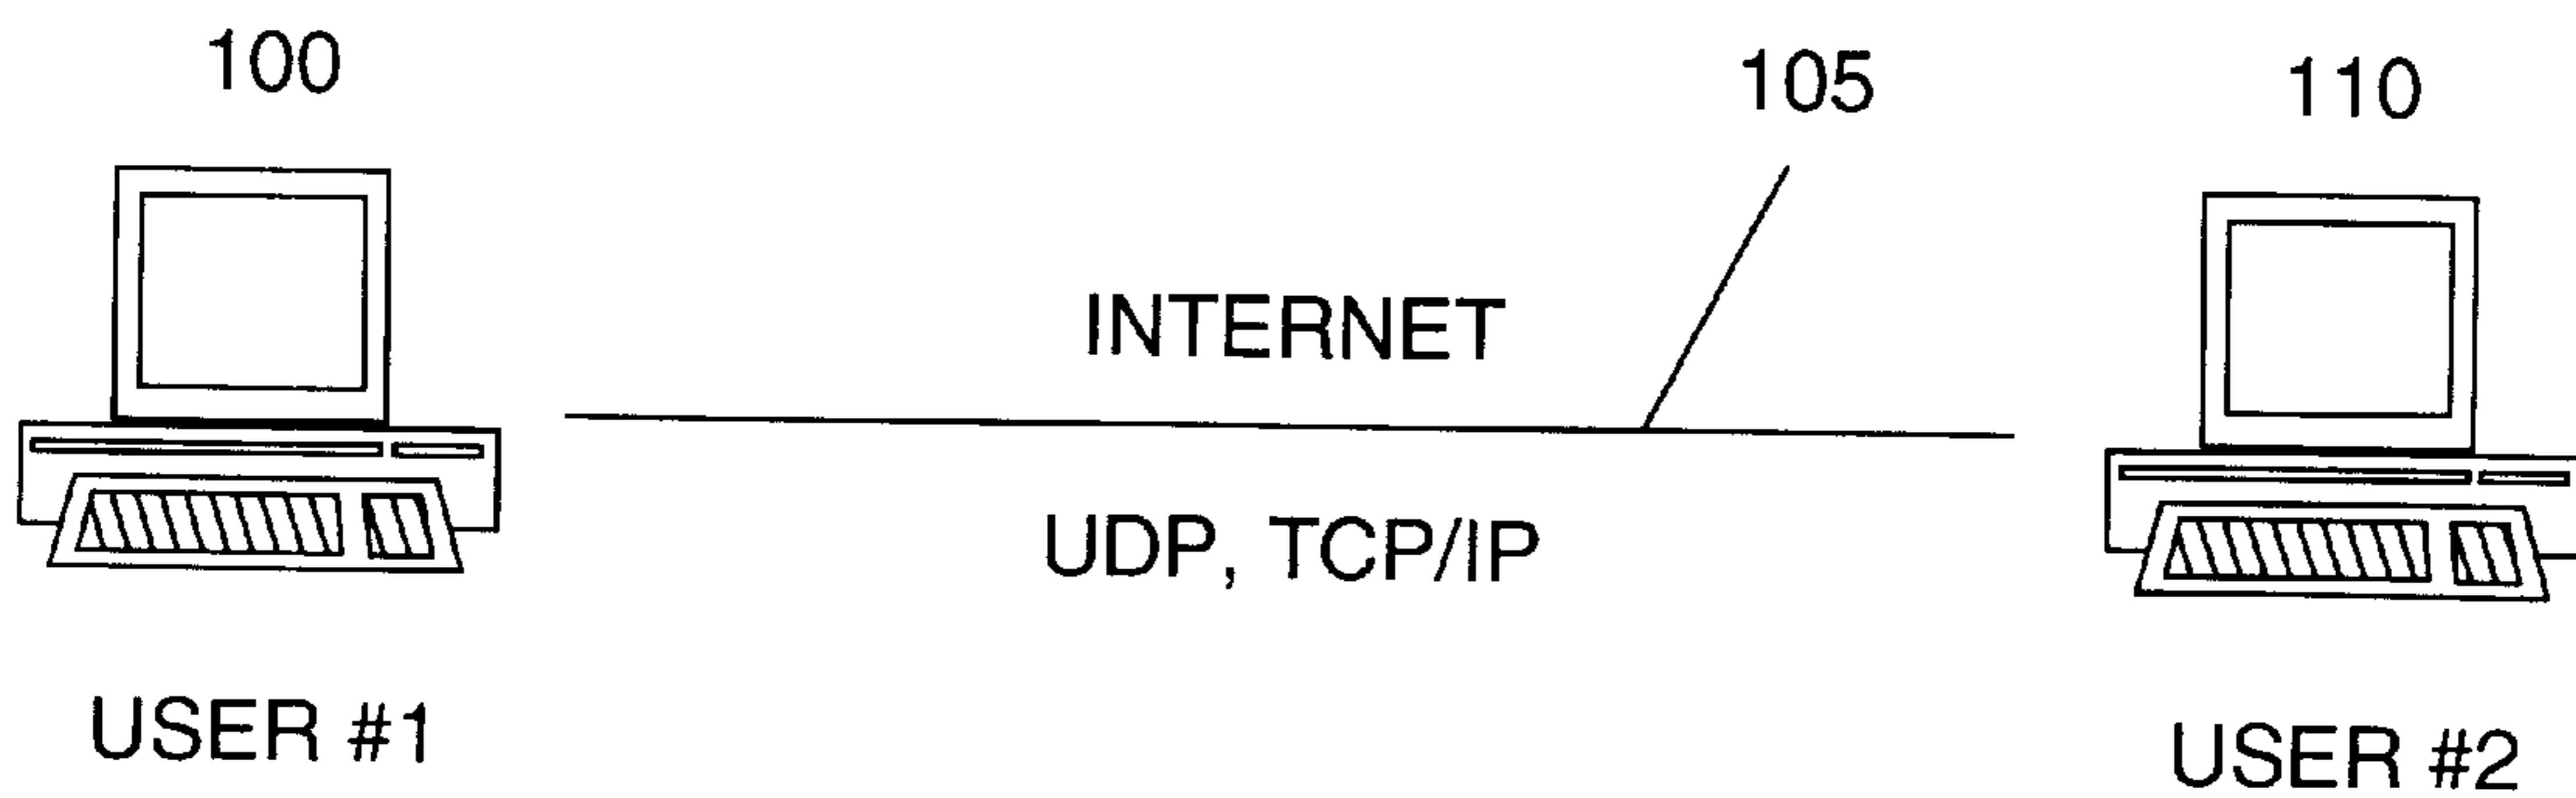 100
105
110
INTERNET
UDP, TCP/IP
USER #1
USER #2